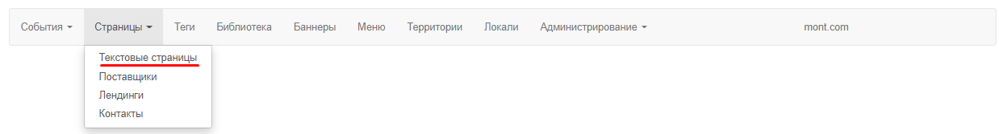 События Страницы Теги Библиотека Баннеры Меню Территории Локали Администрирование mont.com
Текстовые страницы
Поставщики
Лендинги
Контакты